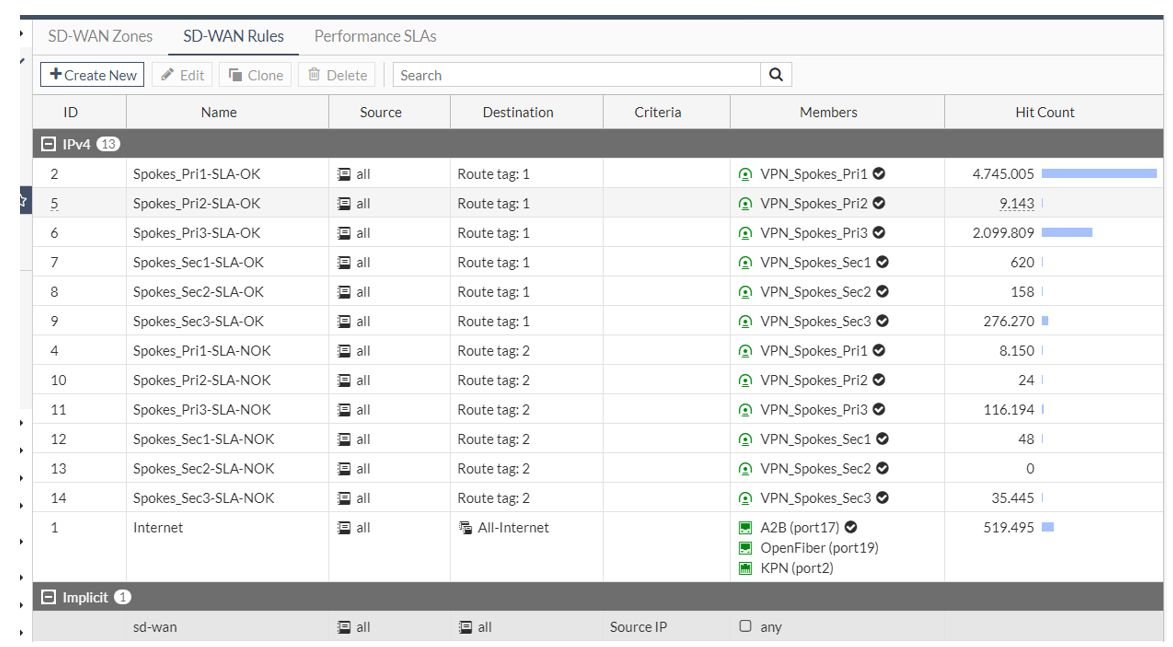 SD-WAN Zones SD-WAN Rules Performance SLAs
+Create New Edit Clone Delete Search
ID Name Source Destination Criteria Members Hit Count
IPv4 13
2 Spokes_Pri1-SLA-OK all Route tag: 1 VPN_Spokes_Pri1 4.745.005
5 Spokes_Pri2-SLA-OK all Route tag: 1 VPN_Spokes_Pri2 9.143
6 Spokes_Pri3-SLA-OK all Route tag: 1 VPN_Spokes_Pri3 2.099.809
7 Spokes_Sec1-SLA-OK all Route tag: 1 VPN_Spokes_Sec1 620
8 Spokes_Sec2-SLA-OK all Route tag: 1 VPN_Spokes_Sec2 158
9 Spokes_Sec3-SLA-OK all Route tag: 1 VPN_Spokes_Sec3 276.270
4 Spokes_Pri1-SLA-NOK all Route tag: 2 VPN_Spokes_Pri1 8.150
10 Spokes_Pri2-SLA-NOK all Route tag: 2 VPN_Spokes_Pri2 24
11 Spokes_Pri3-SLA-NOK all Route tag: 2 VPN_Spokes_Pri3 116.194
12 Spokes_Sec1-SLA-NOK all Route tag: 2 VPN_Spokes_Sec1 48
13 Spokes_Sec2-SLA-NOK all Route tag: 2 VPN_Spokes_Sec2 0
14 Spokes_Sec3-SLA-NOK all Route tag: 2 VPN_Spokes_Sec3 35.445
1 Internet all All-Internet A2B (port17) 519.495
OpenFiber (port19)
KPN (port2)
Implicit 1
sd-wan all all Source IP any